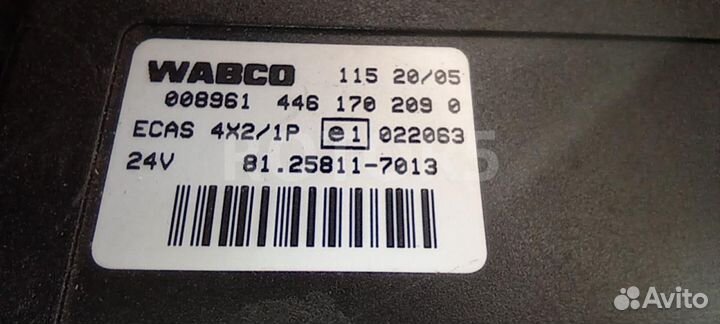 WABCO 115 20/05
008961 446 170 209 0
ECAS 4X2/1P e1 022063
24V 81.25811-7013
Avito